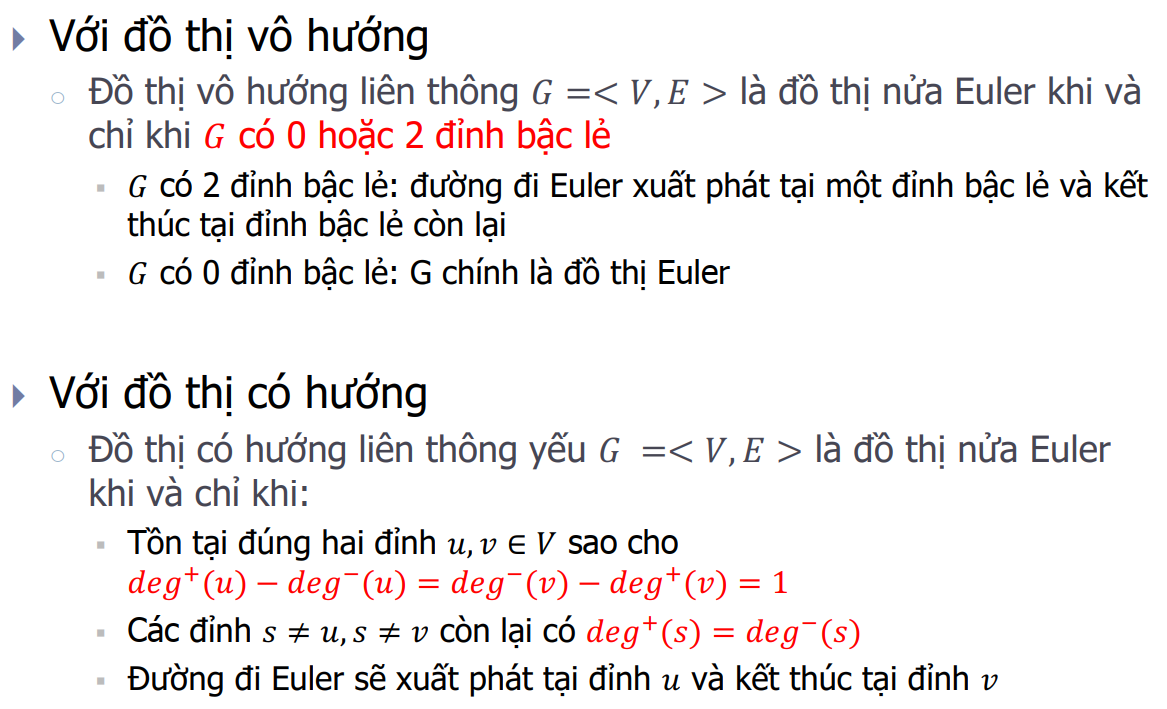 Với đồ thị vô hướng
Đồ thị vô hướng liên thông G =< V, E > là đồ thị nửa Euler khi và
chỉ khi G có 0 hoặc 2 đỉnh bậc lẻ
G có 2 đỉnh bậc lẻ: đường đi Euler xuất phát tại một đỉnh bậc lẻ và kết
thúc tại đỉnh bậc lẻ còn lại
G có 0 đỉnh bậc lẻ: G chính là đồ thị Euler
Với đồ thị có hướng
Đồ thị có hướng liên thông yếu G =< V, E > là đồ thị nửa Euler
khi và chỉ khi:
Tồn tại đúng hai đỉnh u, v ∈ V sao cho
deg⁺(u) − deg⁻(u) = deg⁻(v) − deg⁺(v) = 1
Các đỉnh s ≠ u, s ≠ v còn lại có deg⁺(s) = deg⁻(s)
Đường đi Euler sẽ xuất phát tại đỉnh u và kết thúc tại đỉnh v